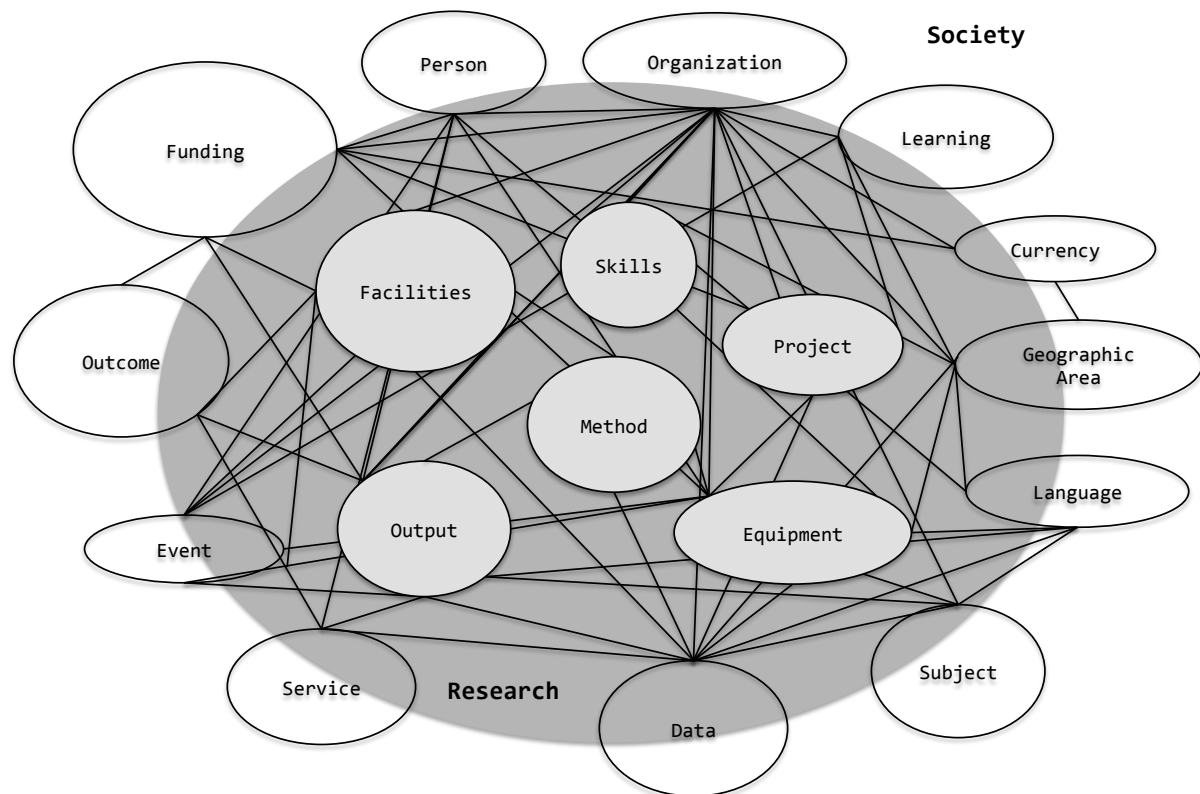 Society
Person
Organization
Learning
Funding
Currency
Skills
Facilities
Project
Geographic
Area
Outcome
Method
Language
Output
Equipment
Event
Subject
Service
Research
Data